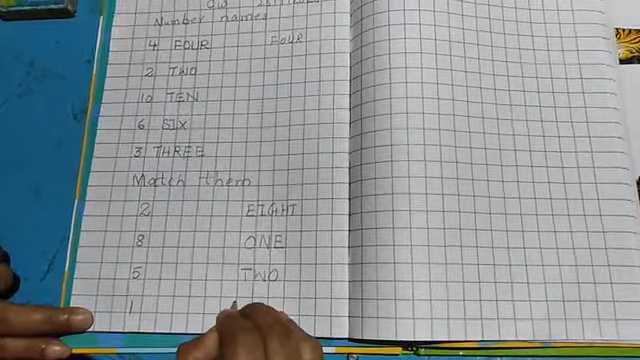 Number names
4 FOUR FOUR
2 TWO
10 TEN
6 SIX
3 THREE
Match them
2 EIGHT
8 ONE
5 TWO
1